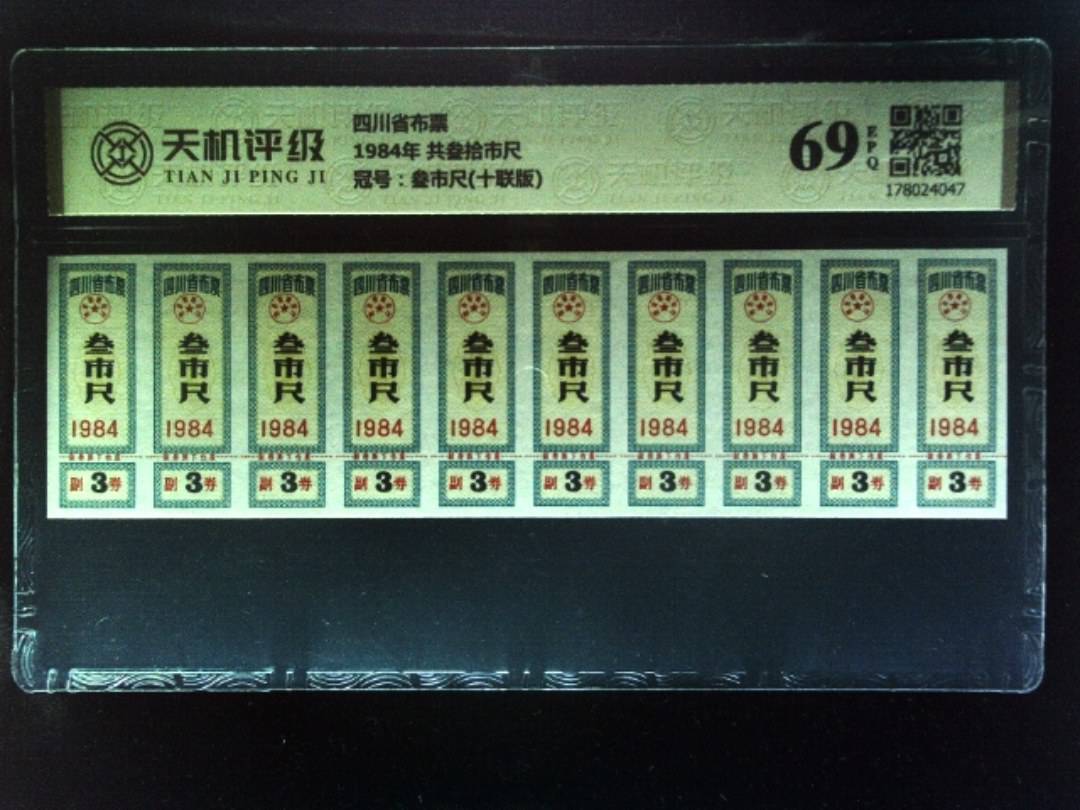 天机评级
TIAN JI PING JI
四川省布票
1984年 共叁拾市尺
冠号：叁市尺(十联版)
69
EPQ
178024047
四川省布票 四川省布票 四川省布票 四川省布票 四川省布票 四川省布票 四川省布票 四川省布票 四川省布票 四川省布票
叁市尺 叁市尺 叁市尺 叁市尺 叁市尺 叁市尺 叁市尺 叁市尺 叁市尺 叁市尺
1984 1984 1984 1984 1984 1984 1984 1984 1984 1984
副3券 副3券 副3券 副3券 副3券 副3券 副3券 副3券 副3券 副3券